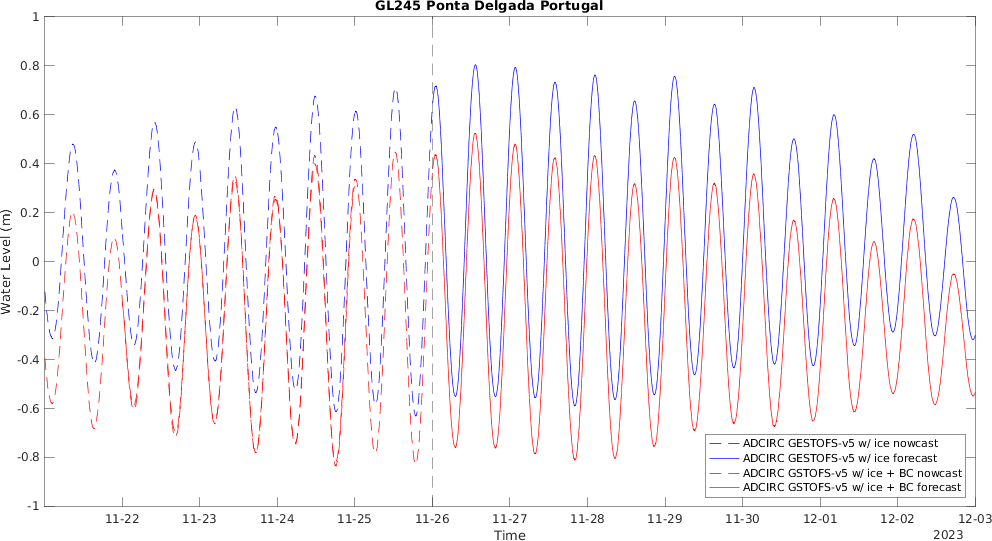 GL245 Ponta Delgada Portugal
1
0.8
0.6
0.4
0.2
0
-0.2
-0.4
-0.6
-0.8
-1
Water Level (m)
ADCIRC GESTOFS-v5 w/ ice nowcast
ADCIRC GESTOFS-v5 w/ ice forecast
ADCIRC GSTOFS-v5 w/ ice + BC nowcast
ADCIRC GSTOFS-v5 w/ ice + BC forecast
11-22 11-23 11-24 11-25 11-26 11-27 11-28 11-29 11-30 12-01 12-02 12-03
Time 2023